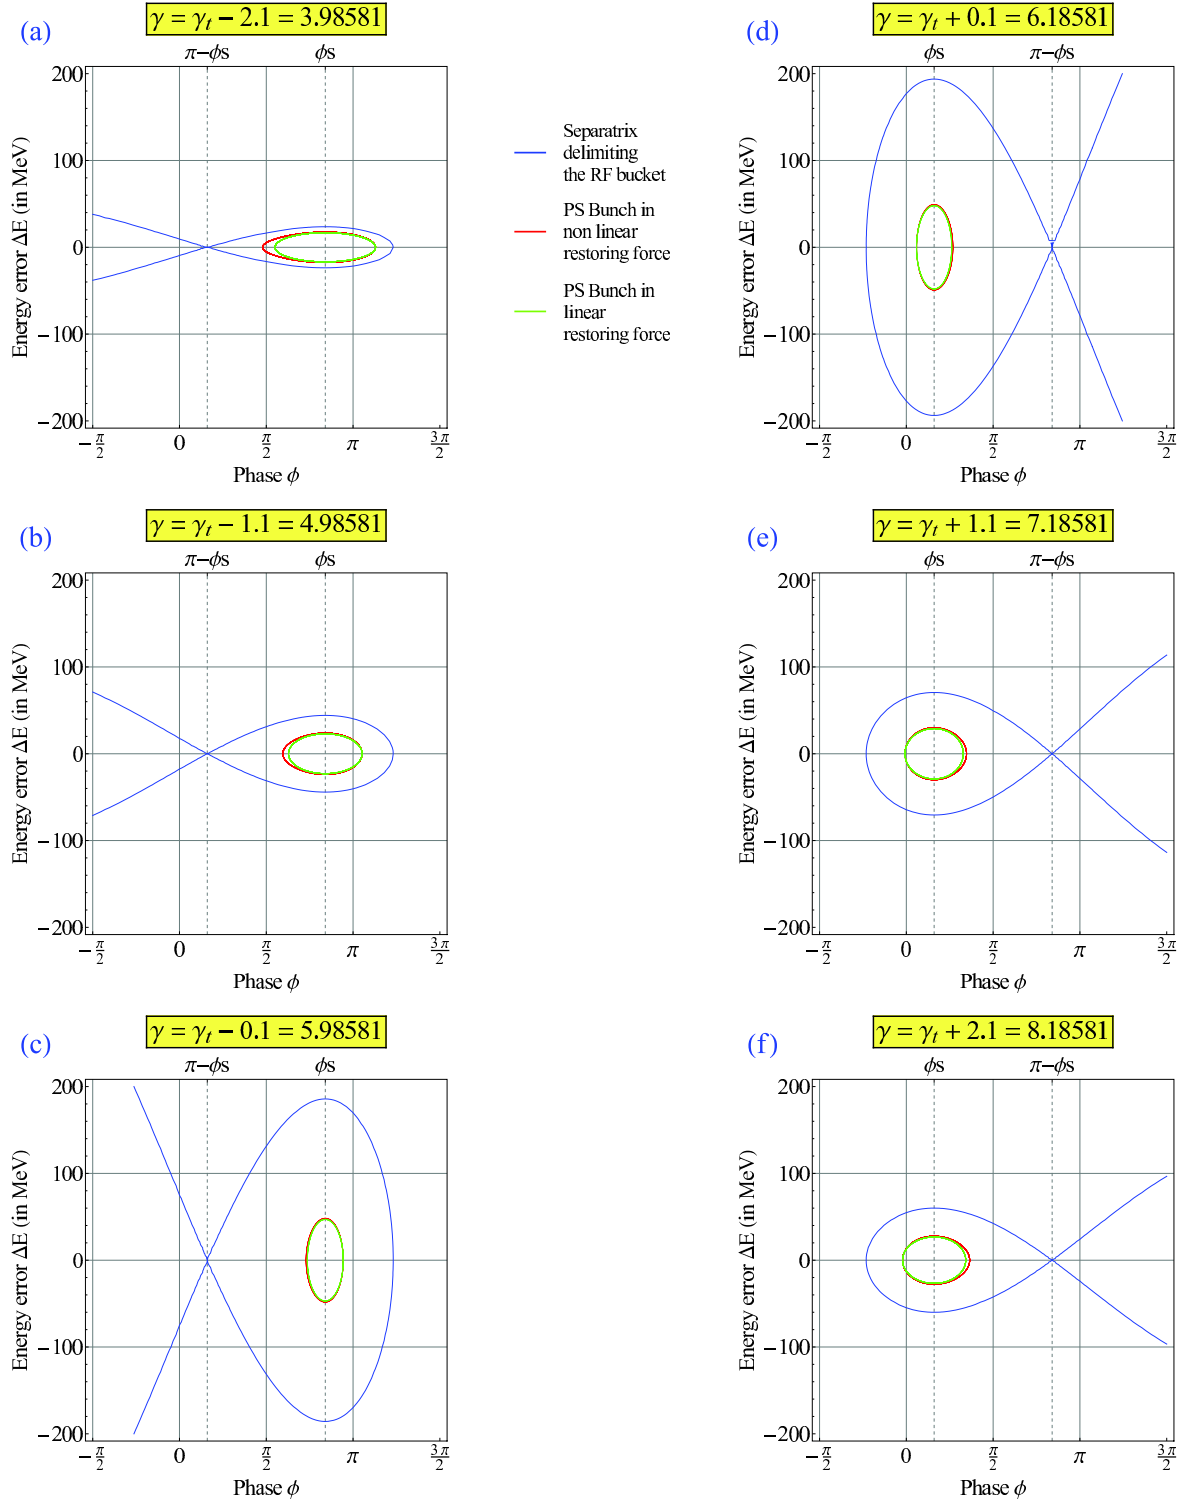 (a)
γ = γt − 2.1 = 3.98581
π−ϕs ϕs
200
100
0
−100
−200
Energy error ΔE (in MeV)
−π/2 0 π/2 π 3π/2
Phase ϕ
Separatrix
delimiting
the RF bucket
PS Bunch in
non linear
restoring force
PS Bunch in
linear
restoring force
(d)
γ = γt + 0.1 = 6.18581
ϕs π−ϕs
200
100
0
−100
−200
Energy error ΔE (in MeV)
−π/2 0 π/2 π 3π/2
Phase ϕ
(b)
γ = γt − 1.1 = 4.98581
π−ϕs ϕs
200
100
0
−100
−200
Energy error ΔE (in MeV)
−π/2 0 π/2 π 3π/2
Phase ϕ
(e)
γ = γt + 1.1 = 7.18581
ϕs π−ϕs
200
100
0
−100
−200
Energy error ΔE (in MeV)
−π/2 0 π/2 π 3π/2
Phase ϕ
(c)
γ = γt − 0.1 = 5.98581
π−ϕs ϕs
200
100
0
−100
−200
Energy error ΔE (in MeV)
−π/2 0 π/2 π 3π/2
Phase ϕ
(f)
γ = γt + 2.1 = 8.18581
ϕs π−ϕs
200
100
0
−100
−200
Energy error ΔE (in MeV)
−π/2 0 π/2 π 3π/2
Phase ϕ